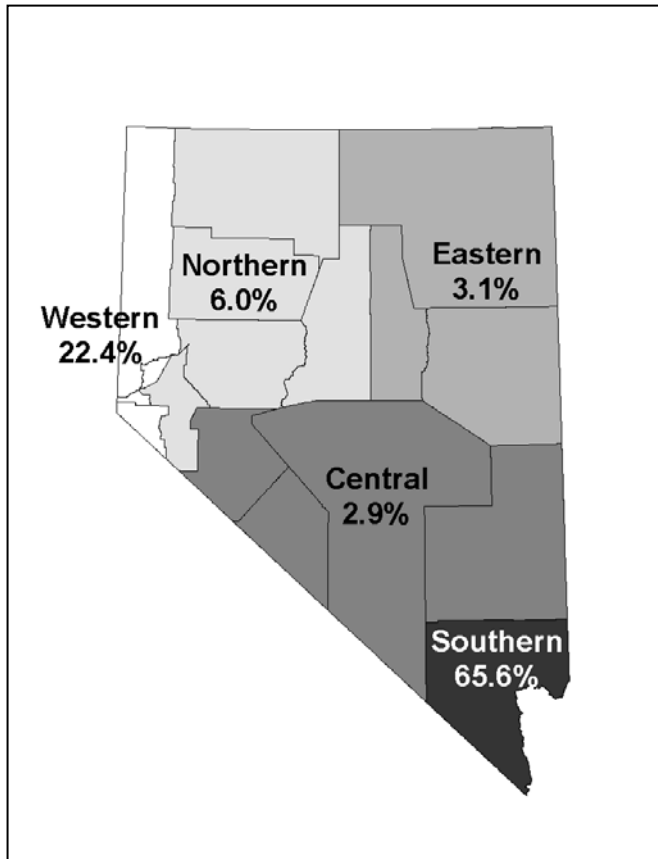 Northern
6.0%
Eastern
3.1%
Western
22.4%
Central
2.9%
Southern
65.6%